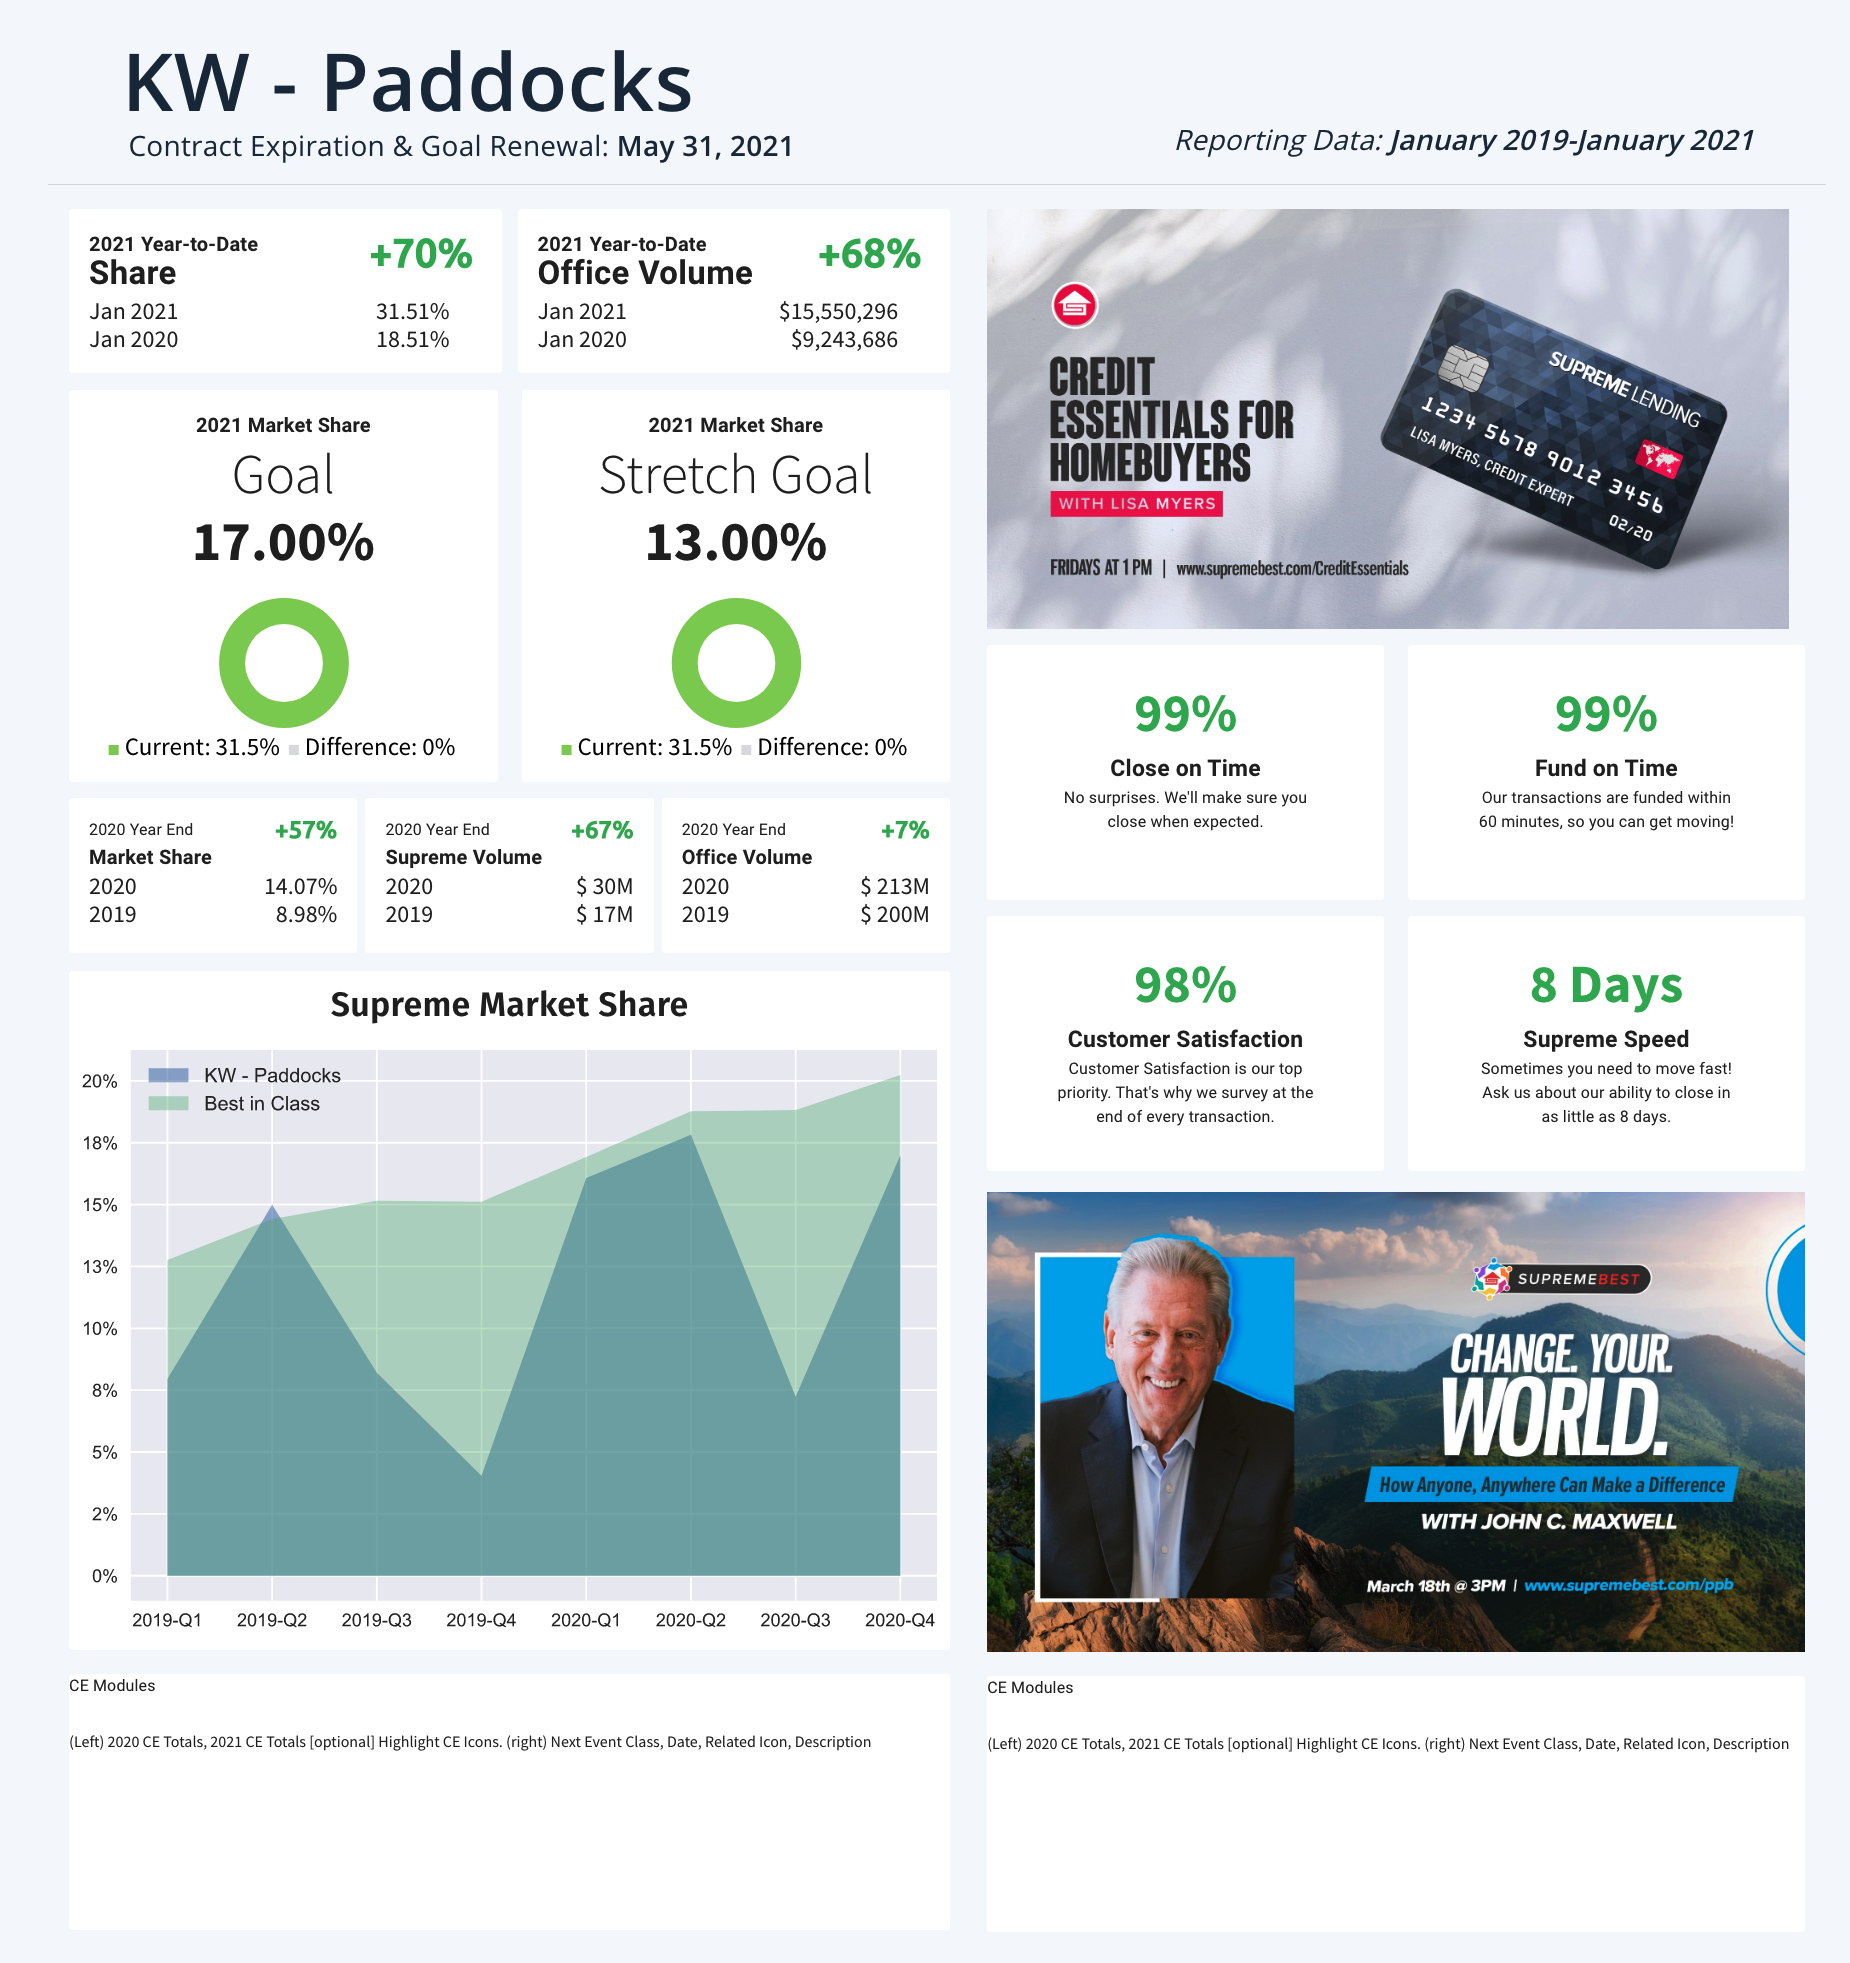 KW - Paddocks
Contract Expiration & Goal Renewal: May 31, 2021
Reporting Data: January 2019-January 2021
2021 Year-to-Date
Share
+70%
Jan 2021 31.51%
Jan 2020 18.51%
2021 Year-to-Date
Office Volume
+68%
Jan 2021 $15,550,296
Jan 2020 $9,243,686
2021 Market Share
Goal
17.00%
Current: 31.5% Difference: 0%
2021 Market Share
Stretch Goal
13.00%
Current: 31.5% Difference: 0%
2020 Year End +57%
Market Share
2020 14.07%
2019 8.98%
2020 Year End +67%
Supreme Volume
2020 $ 30M
2019 $ 17M
2020 Year End +7%
Office Volume
2020 $ 213M
2019 $ 200M
Supreme Market Share
KW - Paddocks
Best in Class
20%
18%
15%
13%
10%
8%
5%
2%
0%
2019-Q1 2019-Q2 2019-Q3 2019-Q4 2020-Q1 2020-Q2 2020-Q3 2020-Q4
CE Modules
(Left) 2020 CE Totals, 2021 CE Totals [optional] Highlight CE Icons. (right) Next Event Class, Date, Related Icon, Description
CREDIT
ESSENTIALS FOR
HOMEBUYERS
WITH LISA MYERS
FRIDAYS AT 1 PM | www.supremebest.com/CreditEssentials
SUPREME LENDING
1234 5678 9012 3456
LISA MYERS, CREDIT EXPERT
02/20
99%
Close on Time
No surprises. We'll make sure you
close when expected.
99%
Fund on Time
Our transactions are funded within
60 minutes, so you can get moving!
98%
Customer Satisfaction
Customer Satisfaction is our top
priority. That's why we survey at the
end of every transaction.
8 Days
Supreme Speed
Sometimes you need to move fast!
Ask us about our ability to close in
as little as 8 days.
SUPREMEBEST
CHANGE. YOUR.
WORLD.
How Anyone, Anywhere Can Make a Difference
WITH JOHN C. MAXWELL
March 18th @ 3PM | www.supremebest.com/ppb
CE Modules
(Left) 2020 CE Totals, 2021 CE Totals [optional] Highlight CE Icons. (right) Next Event Class, Date, Related Icon, Description